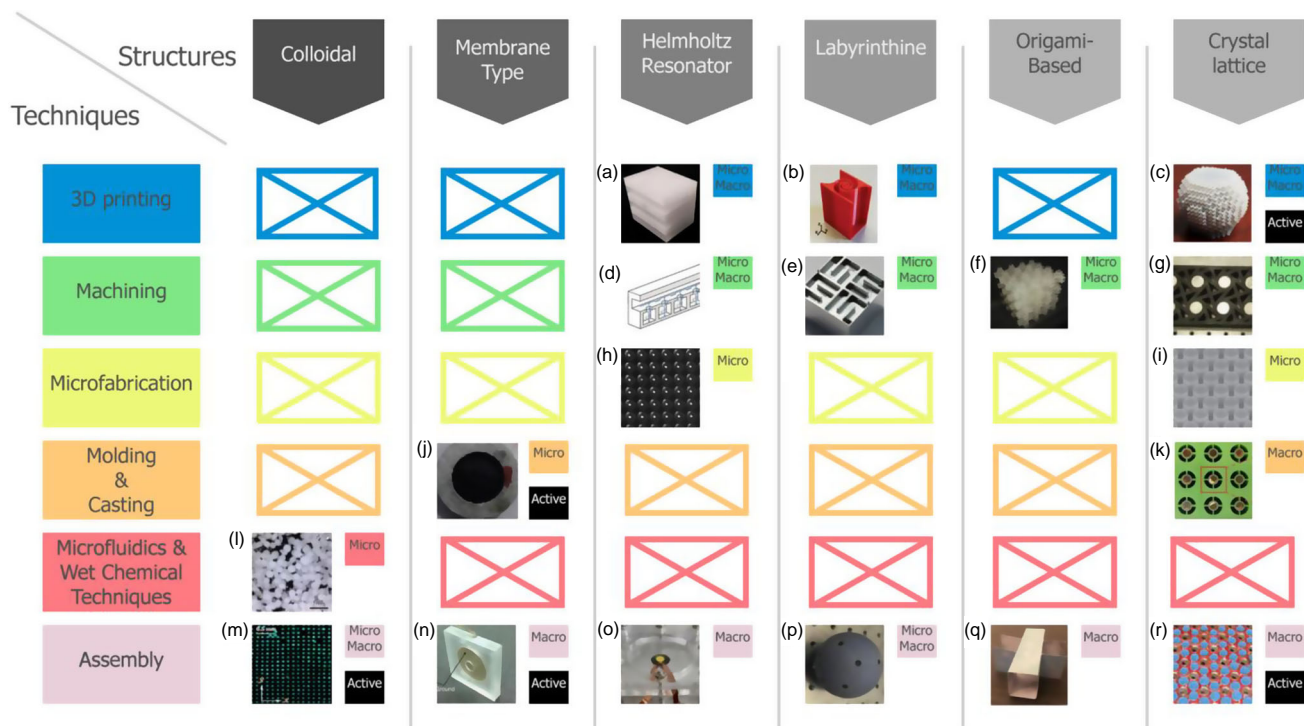 Structures
Techniques
Colloidal
Membrane
Type
Helmholtz
Resonator
Labyrinthine
Origami-
Based
Crystal
lattice
3D printing
(a)
Micro
Macro
(b)
Micro
Macro
(c)
Micro
Macro
Active
Machining
(d)
Micro
Macro
(e)
Micro
Macro
(f)
Micro
Macro
(g)
Micro
Macro
Microfabrication
(h)
Micro
(i)
Micro
Molding
&
Casting
(j)
Micro
Active
(k)
Macro
Microfluidics &
Wet Chemical
Techniques
(l)
Micro
Assembly
(m)
Micro
Macro
Active
(n)
Ground
Macro
Active
(o)
Macro
(p)
Micro
Macro
(q)
Macro
(r)
Macro
Active